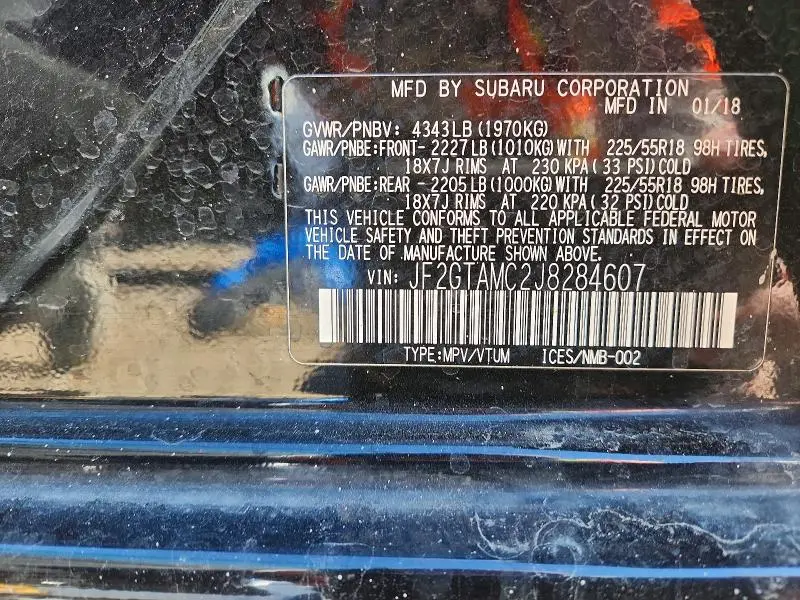 MFD BY SUBARU CORPORATION
MFD IN 01/18
GVWR/PNBV: 4343LB(1970KG)
GAWR/PNBE:FRONT- 2227LB(1010KG)WITH 225/55R18 98H TIRES,
18X7J RIMS AT 230 KPA( 33 PSI)COLD
GAWR/PNBE:REAR - 2205LB(1000KG)WITH 225/55R18 98H TIRES,
18X7J RIMS AT 220 KPA( 32 PSI)COLD
THIS VEHICLE CONFORMS TO ALL APPLICABLE FEDERAL MOTOR
VEHICLE SAFETY AND THEFT PREVENTION STANDARDS IN EFFECT ON
THE DATE OF MANUFACTURE SHOWN ABOVE.
VIN: JF2GTAMC2J8284607
TYPE:MPV/VTUM ICES/NMB-002